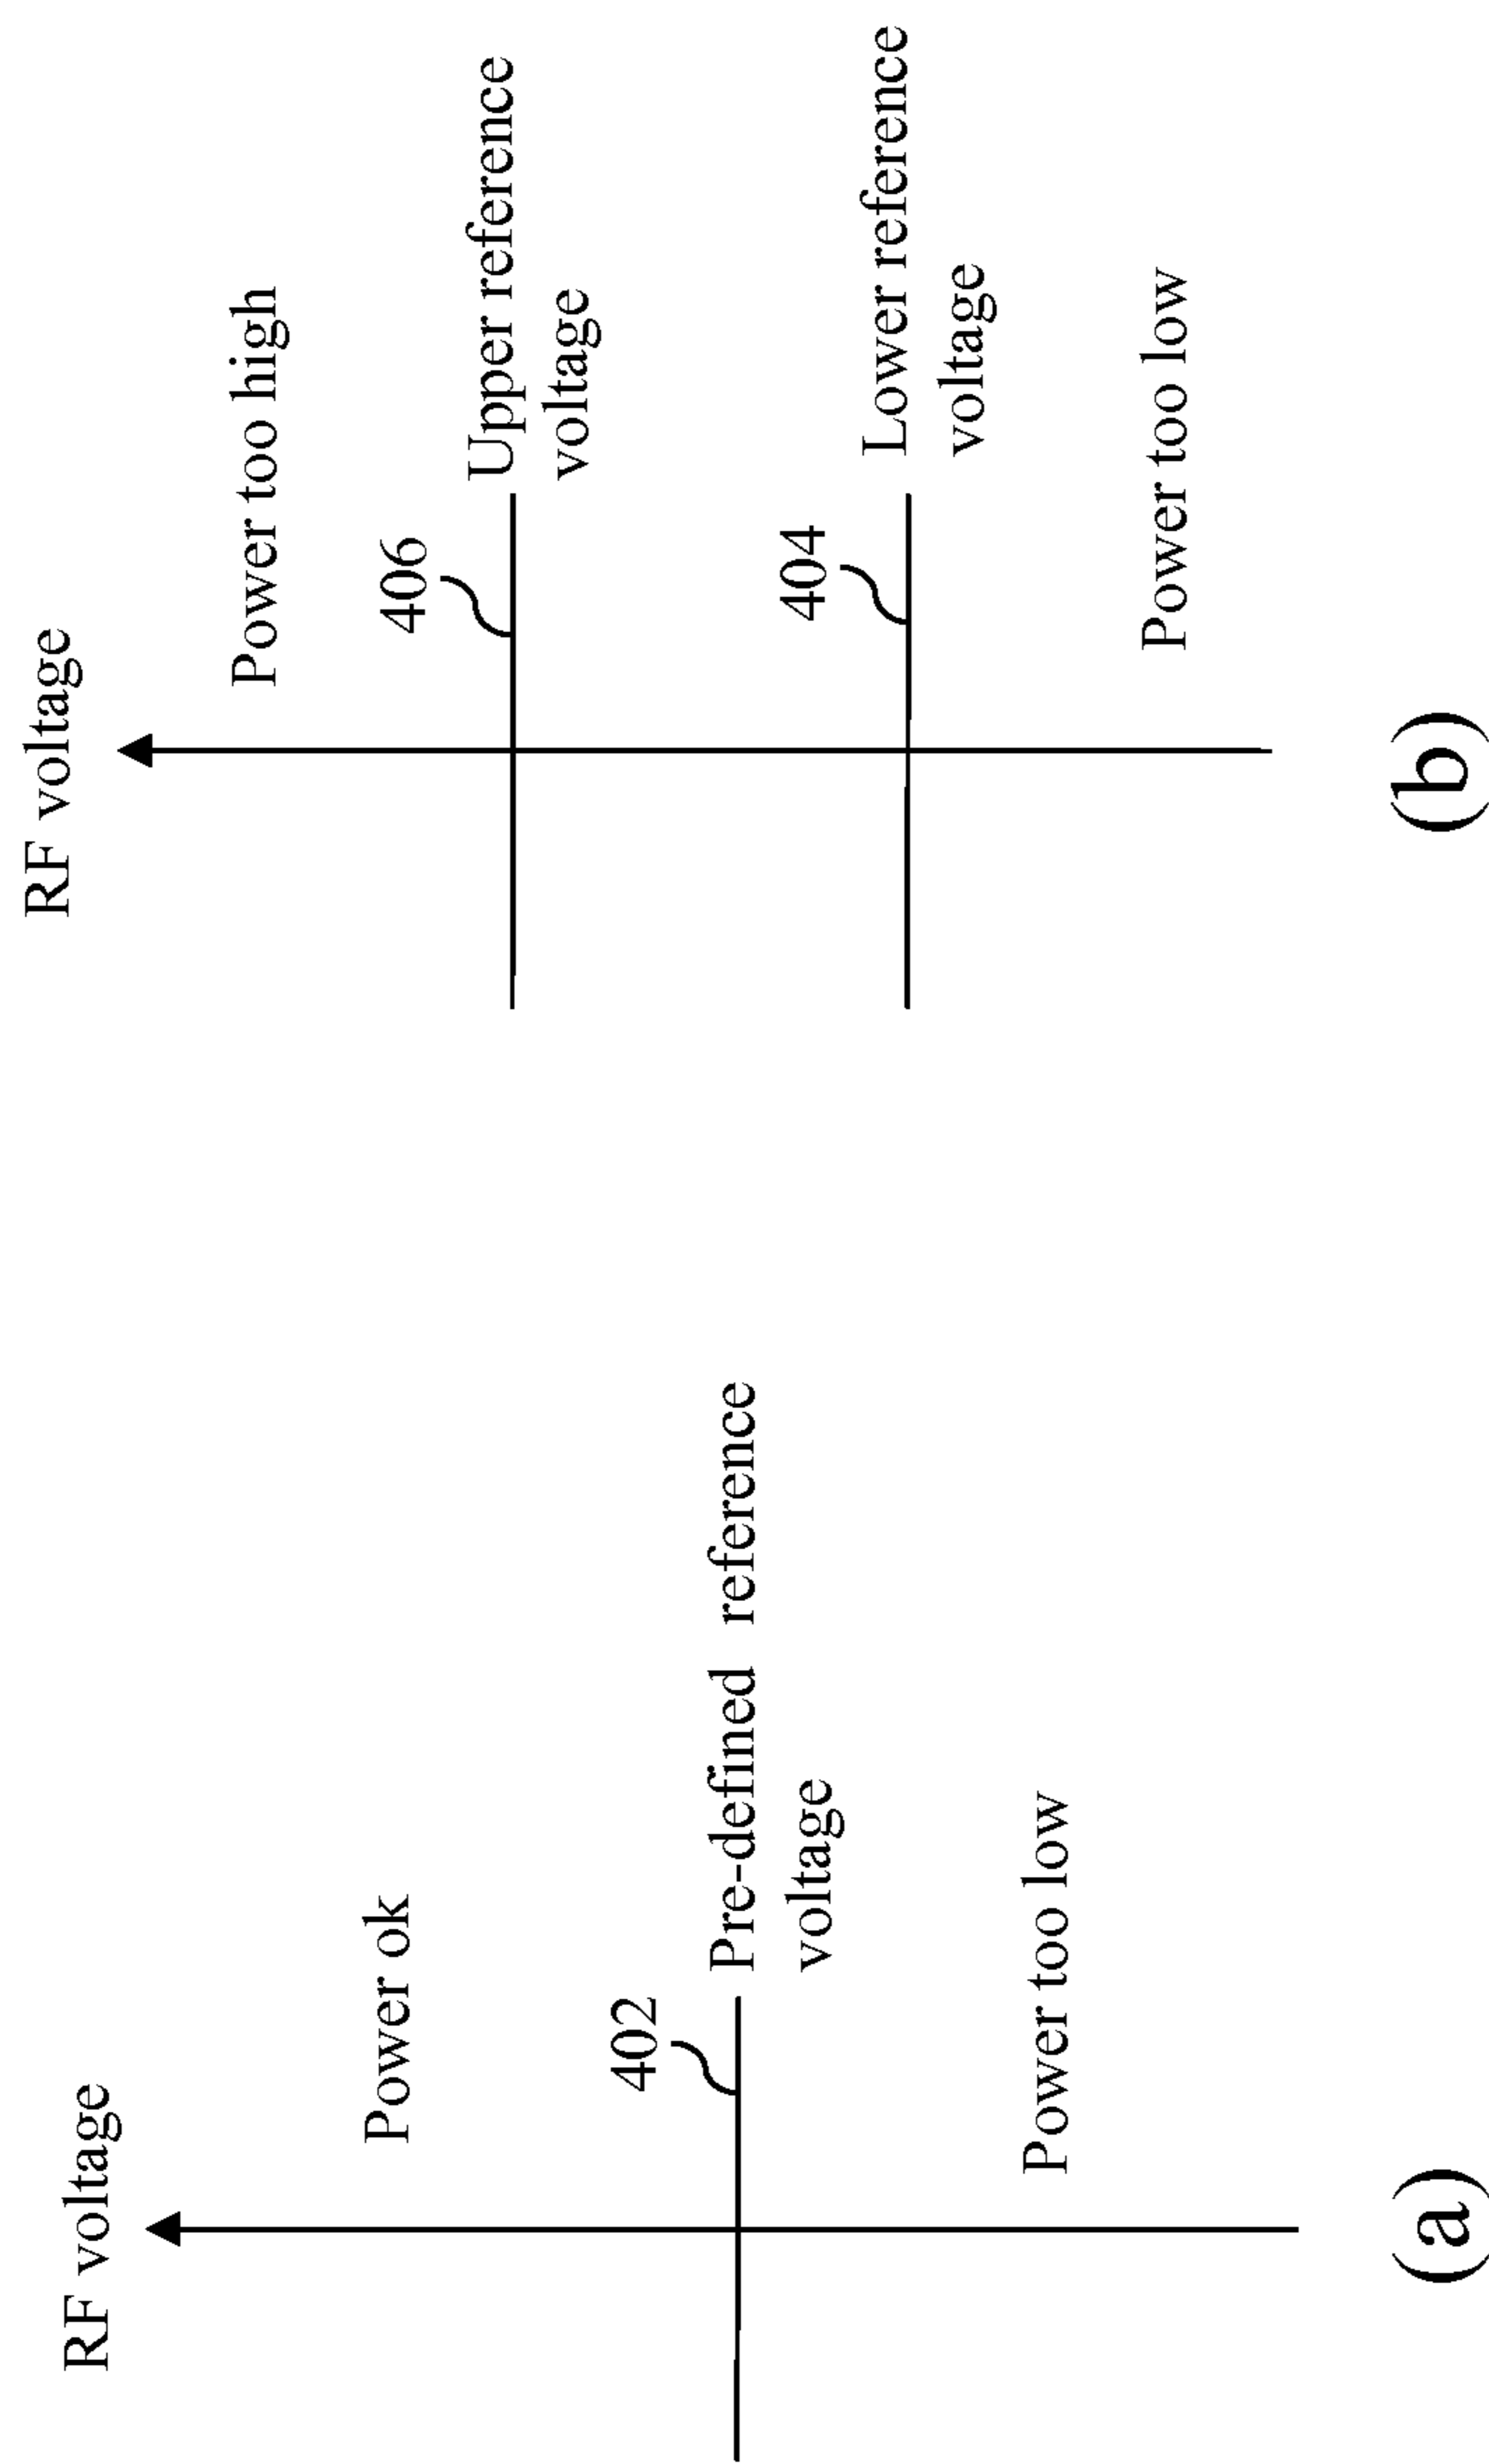 RF voltage
Power ok
402
Pre-defined reference
voltage
Power too low
(a)
RF voltage
Power too high
406
Upper reference
voltage
404
Lower reference
voltage
Power too low
(b)